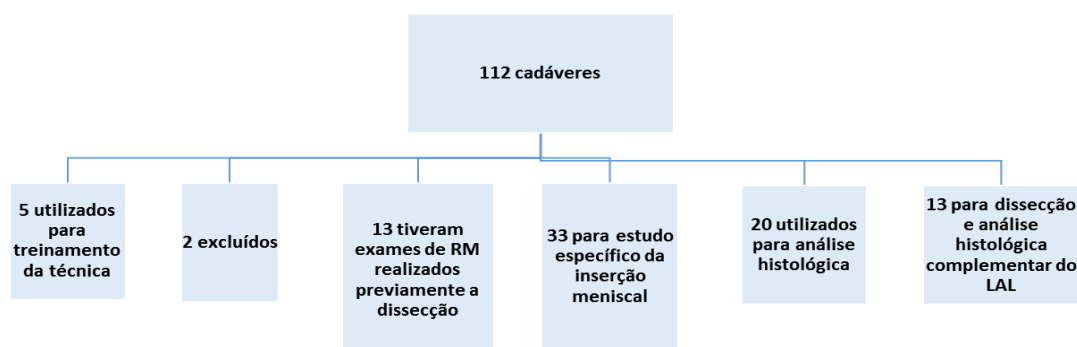 112 cadáveres
5 utilizados
para
treinamento
da técnica
2 excluídos
13 tiveram
exames de RM
realizados
previamente a
dissecção
33 para estudo
específico da
inserção
meniscal
20 utilizados
para análise
histológica
13 para dissecção
e análise
histológica
complementar do
LAL